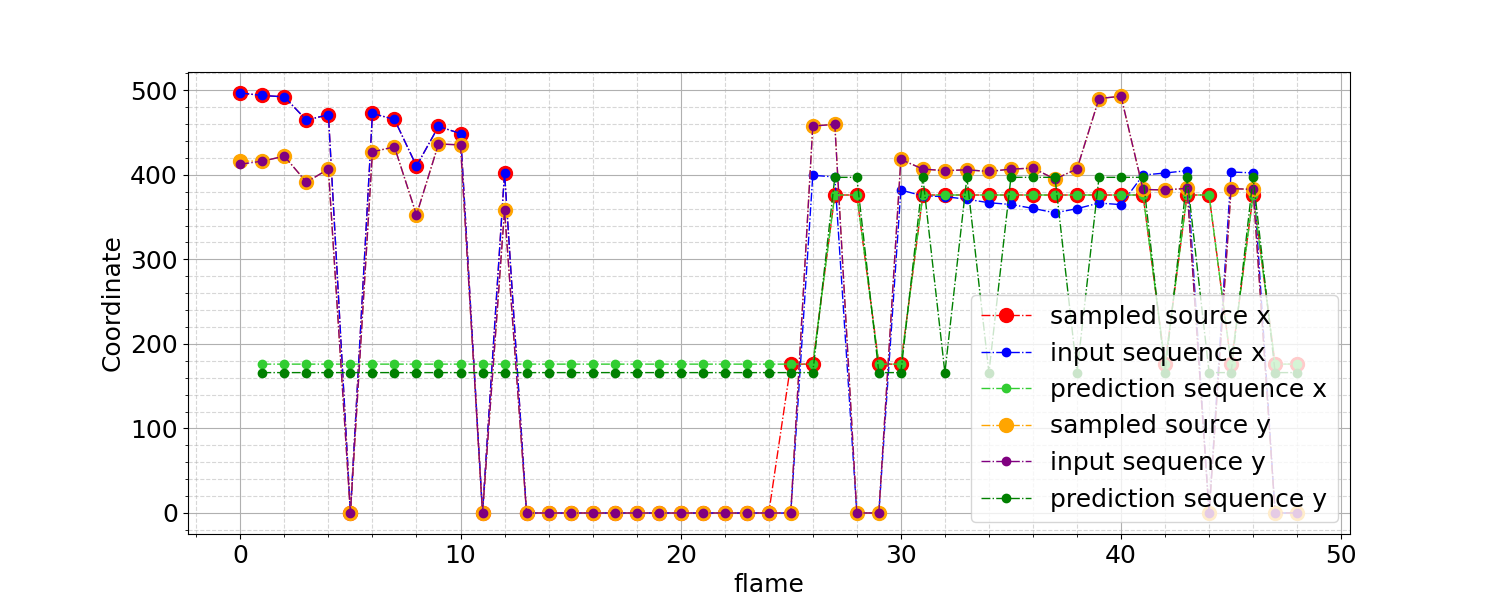 500
400
300
200
100
0
Coordinate
sampled source x
input sequence x
prediction sequence x
sampled source y
input sequence y
prediction sequence y
0 10 20 30 40 50
flame